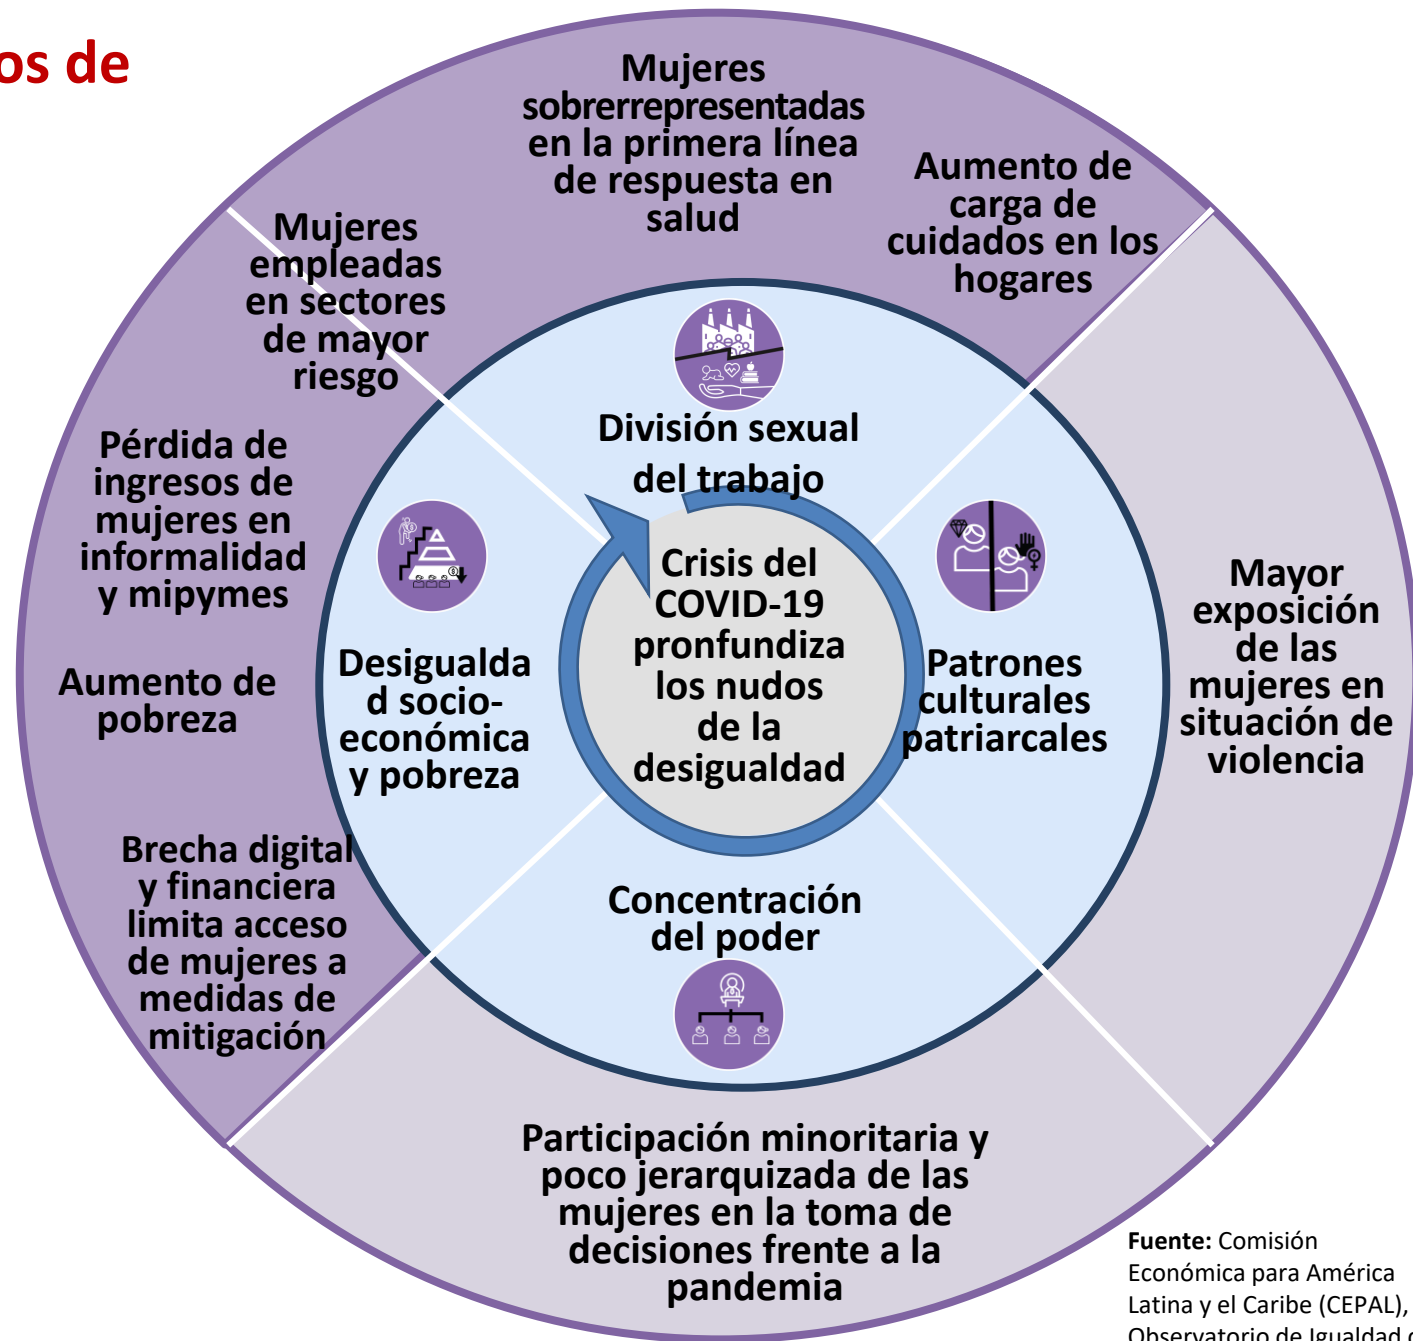 os de
Mujeres
sobrerrepresentadas
en la primera línea
de respuesta en
salud
Aumento de
carga de
cuidados en los
hogares
Mujeres
empleadas
en sectores
de mayor
riesgo
Pérdida de
ingresos de
mujeres en
informalidad
y mipymes
Aumento de
pobreza
Brecha digital
y financiera
limita acceso
de mujeres a
medidas de
mitigación
División sexual
del trabajo
Desigualda
d socio-
económica
y pobreza
Crisis del
COVID-19
pronfundiza
los nudos
de la
desigualdad
Patrones
culturales
patriarcales
Mayor
exposición
de las
mujeres en
situación de
violencia
Concentración
del poder
Participación minoritaria y
poco jerarquizada de las
mujeres en la toma de
decisiones frente a la
pandemia
Fuente: Comisión
Económica para América
Latina y el Caribe (CEPAL),
Observatorio de Igualdad